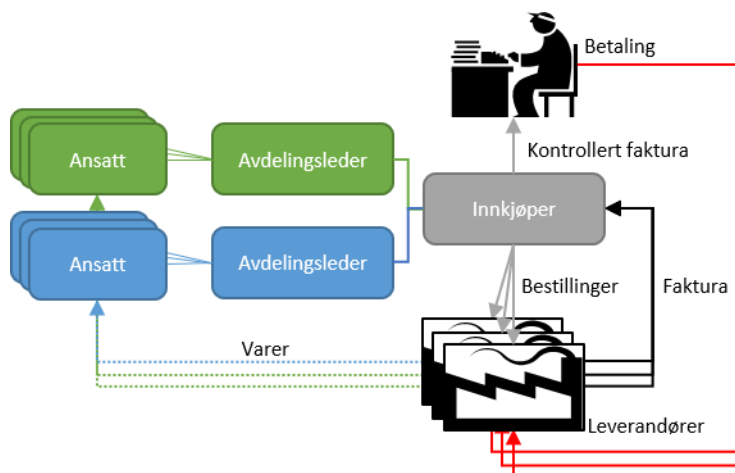 Betaling
Kontrollert faktura
Ansatt
Avdelingsleder
Innkjøper
Ansatt
Avdelingsleder
Bestillinger
Faktura
Varer
Leverandører